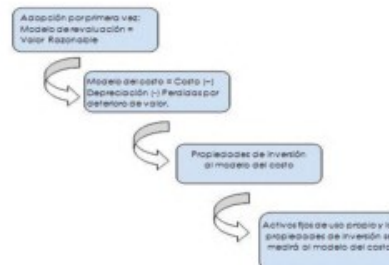 Adopción por primera vez:
Modelo de revaluación =
Valor Razonable
Modelo del costo = Costo (–)
Depreciación (-) Perdidas por
deterioro de valor.
Propiedades de inversión
al modelo del costo
Activos fijos de uso propio y la
propiedades de inversión s
medirá al modelo del costo